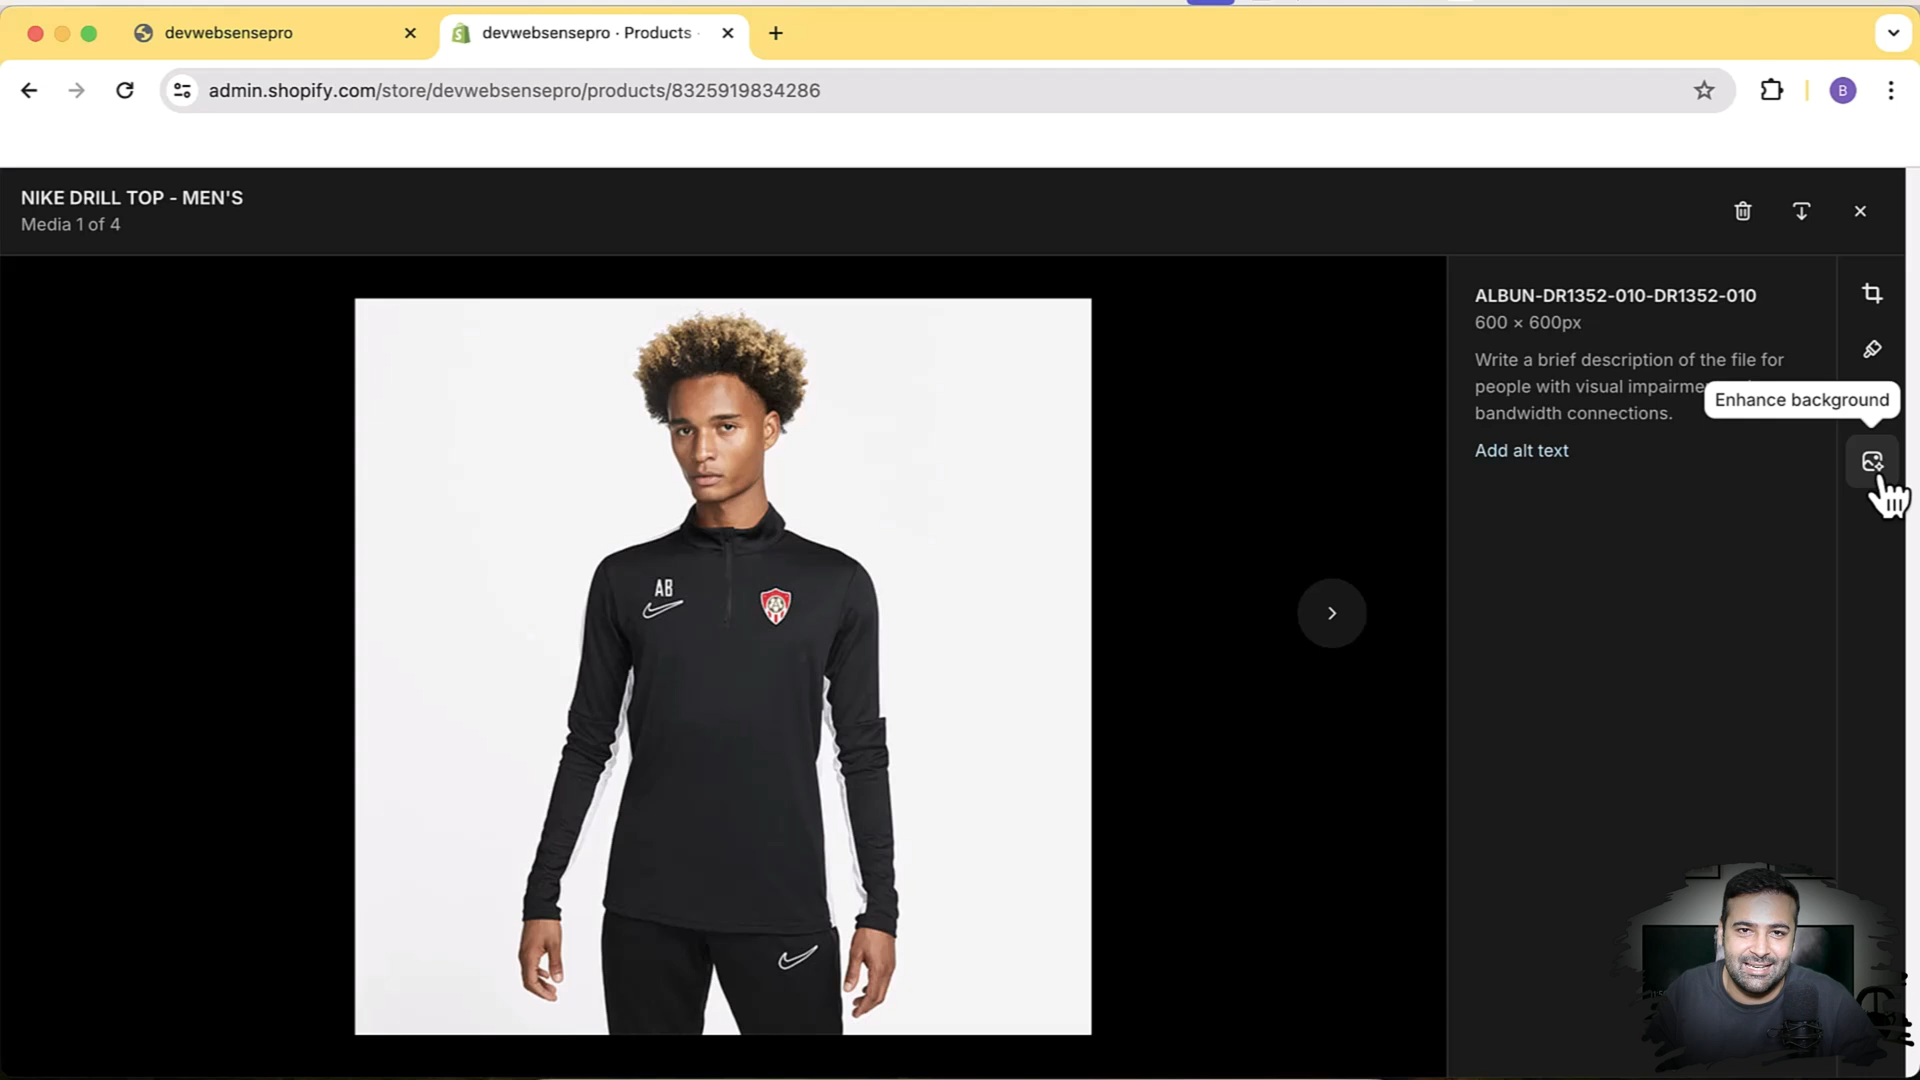 devwebsensepro
devwebsensepro · Products
admin.shopify.com/store/devwebsensepro/products/8325919834286
B
NIKE DRILL TOP - MEN'S
Media 1 of 4
ALBUN-DR1352-010-DR1352-010
600 × 600px
Write a brief description of the file for
people with visual
bandwidth connections.
Enhance background
Add alt text
AB